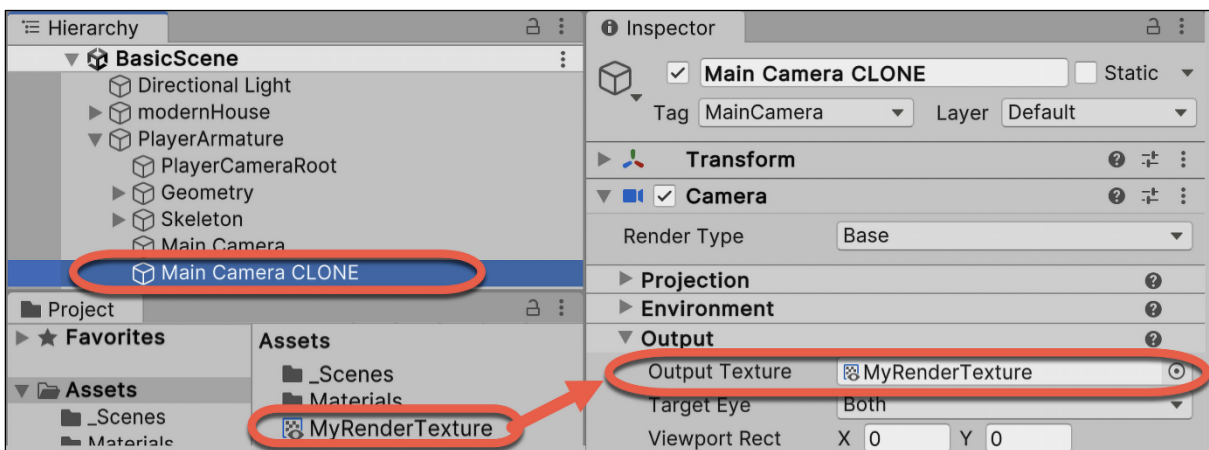 Hierarchy
BasicScene
Directional Light
modernHouse
PlayerArmature
PlayerCameraRoot
Geometry
Skeleton
Main Camera
Main Camera CLONE
Project
Favorites
Assets
_Scenes
Materials
Assets
_Scenes
Materials
MyRenderTexture
Inspector
Main Camera CLONE Static
Tag MainCamera Layer Default
Transform
Camera
Render Type Base
Projection
Environment
Output
Output Texture MyRenderTexture
Target Eye Both
Viewport Rect X 0 Y 0